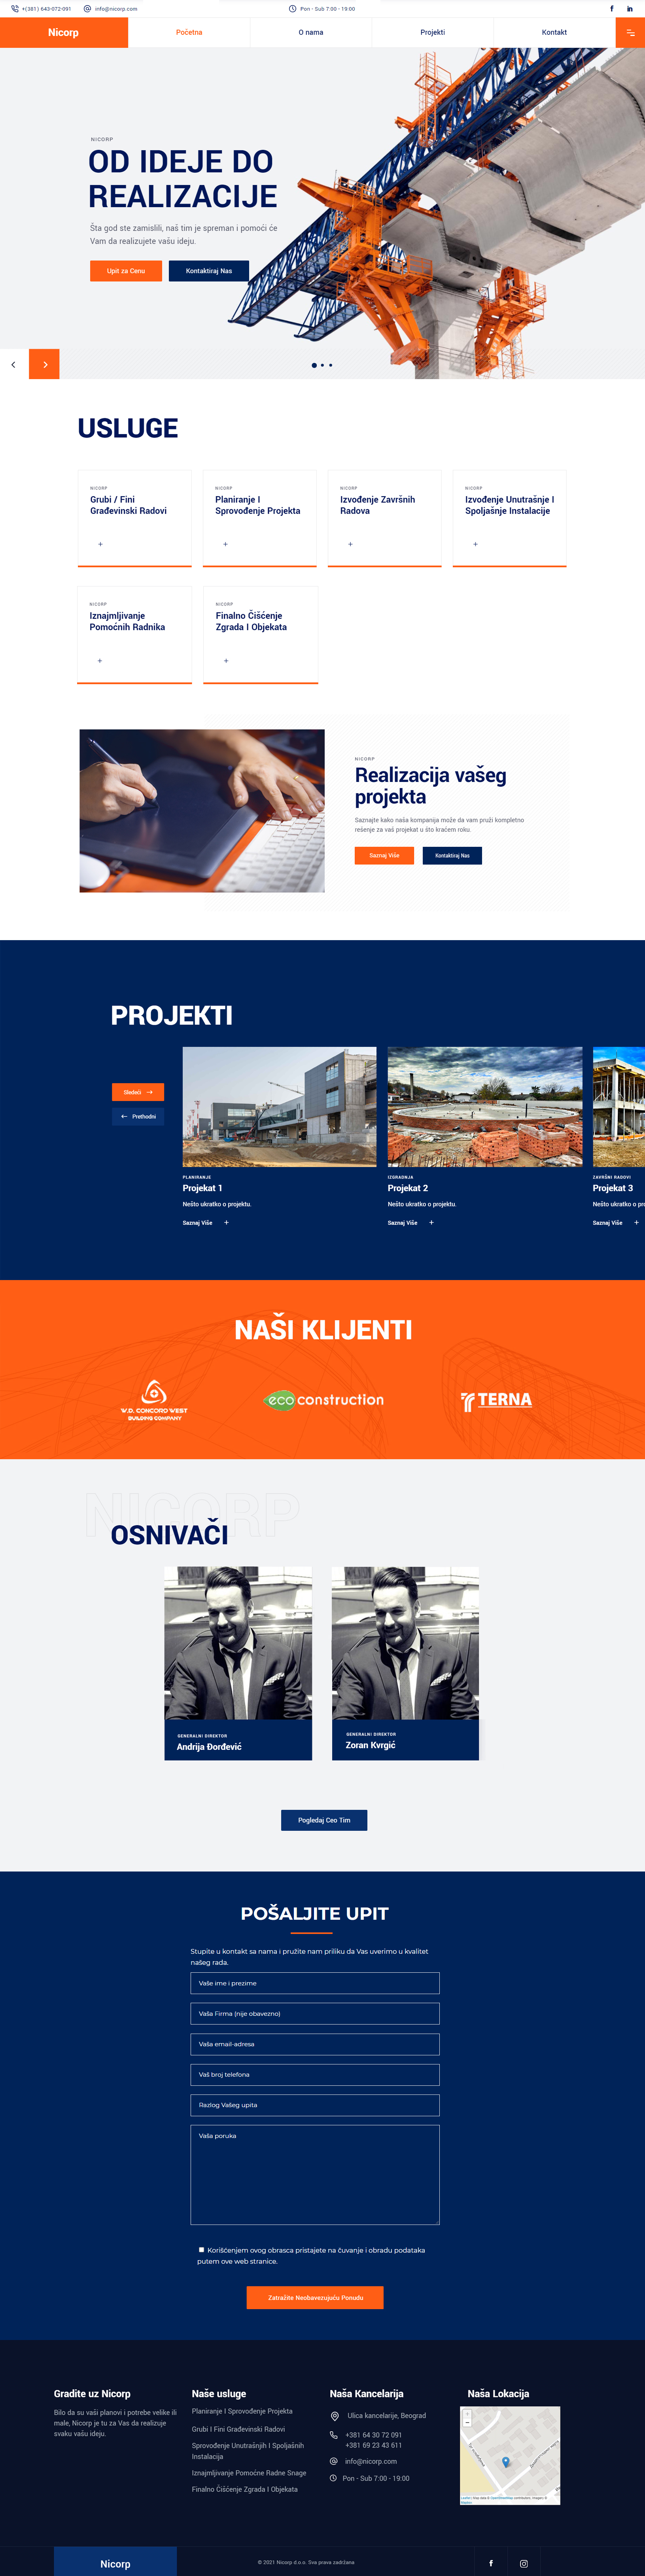 +(381) 643-072-091
info@nicorp.com
Pon - Sub 7:00 - 19:00
Nicorp
Početna
O nama
Projekti
Kontakt
NICORP
OD IDEJE DO
REALIZACIJE
Šta god ste zamislili, naš tim je spreman i pomoći će
Vam da realizujete vašu ideju.
Upit za Cenu
Kontaktiraj Nas
USLUGE
NICORP
Grubi / Fini
Građevinski Radovi
+
NICORP
Planiranje I
Sprovođenje Projekta
+
NICORP
Izvođenje Završnih
Radova
+
NICORP
Izvođenje Unutrašnje I
Spoljašnje Instalacije
+
NICORP
Iznajmljivanje
Pomoćnih Radnika
+
NICORP
Finalno Čišćenje
Zgrada I Objekata
+
NICORP
Realizacija vašeg
projekta
Saznajte kako naša kompanija može da vam pruži kompletno
rešenje za vaš projekat u što kraćem roku.
Saznaj Više
Kontaktiraj Nas
PROJEKTI
Sledeći
Prethodni
PLANIRANJE
Projekat 1
Nešto ukratko o projektu.
Saznaj Više +
IZGRADNJA
Projekat 2
Nešto ukratko o projektu.
Saznaj Više +
ZAVRŠNI RADOVI
Projekat 3
Nešto ukratko o pro
Saznaj Više +
NAŠI KLIJENTI
W.D. CONCORD WEST
BUILDING COMPANY
eco construction
TERNA
NICORP
OSNIVAČI
GENERALNI DIREKTOR
Andrija Đorđević
GENERALNI DIREKTOR
Zoran Kvrgić
Pogledaj Ceo Tim
POŠALJITE UPIT
Stupite u kontakt sa nama i pružite nam priliku da Vas uverimo u kvalitet
našeg rada.
Vaše ime i prezime
Vaša Firma (nije obavezno)
Vaša email-adresa
Vaš broj telefona
Razlog Vašeg upita
Vaša poruka
Korišćenjem ovog obrasca pristajete na čuvanje i obradu podataka
putem ove web stranice.
Zatražite Neobavezujuću Ponudu
Gradite uz Nicorp
Bilo da su vaši planovi i potrebe velike ili
male, Nicorp je tu za Vas da realizuje
svaku vašu ideju.
Naše usluge
Planiranje I Sprovođenje Projekta
Grubi I Fini Građevinski Radovi
Sprovođenje Unutrašnjih I Spoljašnih
Instalacija
Iznajmljivanje Pomoćne Radne Snage
Finalno Čišćenje Zgrada I Objekata
Naša Kancelarija
Ulica kancelarije, Beograd
+381 64 30 72 091
+381 69 23 43 611
info@nicorp.com
Pon - Sub 7:00 - 19:00
Naša Lokacija
+
−
Nicorp
© 2021 Nicorp d.o.o. Sva prava zadržana